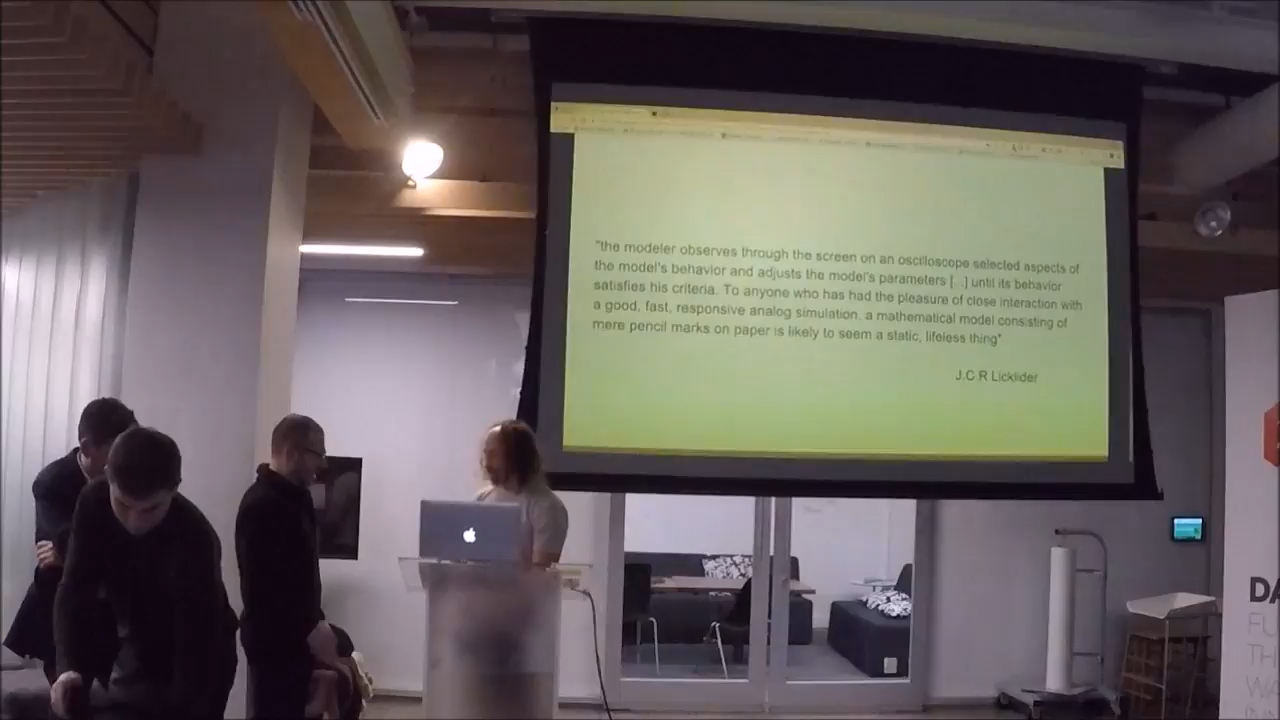 "the modeler observes through the screen on an oscilloscope selected aspects of
the model's behavior and adjusts the model's parameters [...] until its behavior
satisfies his criteria. To anyone who has had the pleasure of close interaction with
a good, fast, responsive analog simulation, a mathematical model consisting of
mere pencil marks on paper is likely to seem a static, lifeless thing"
J.C.R Licklider
DA
FU
TH
WA